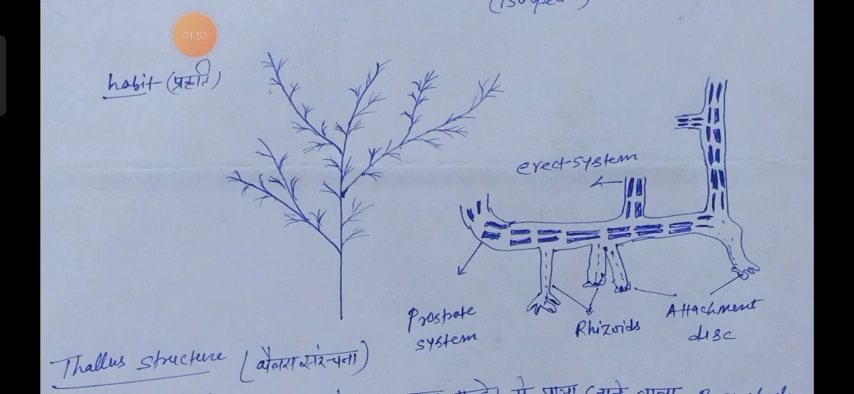 01:52
habit (प्रकृति)
erect-system
Prostrate
system
Rhizoids
Attachment
disc
Thallus structure (थैलस संरचना)